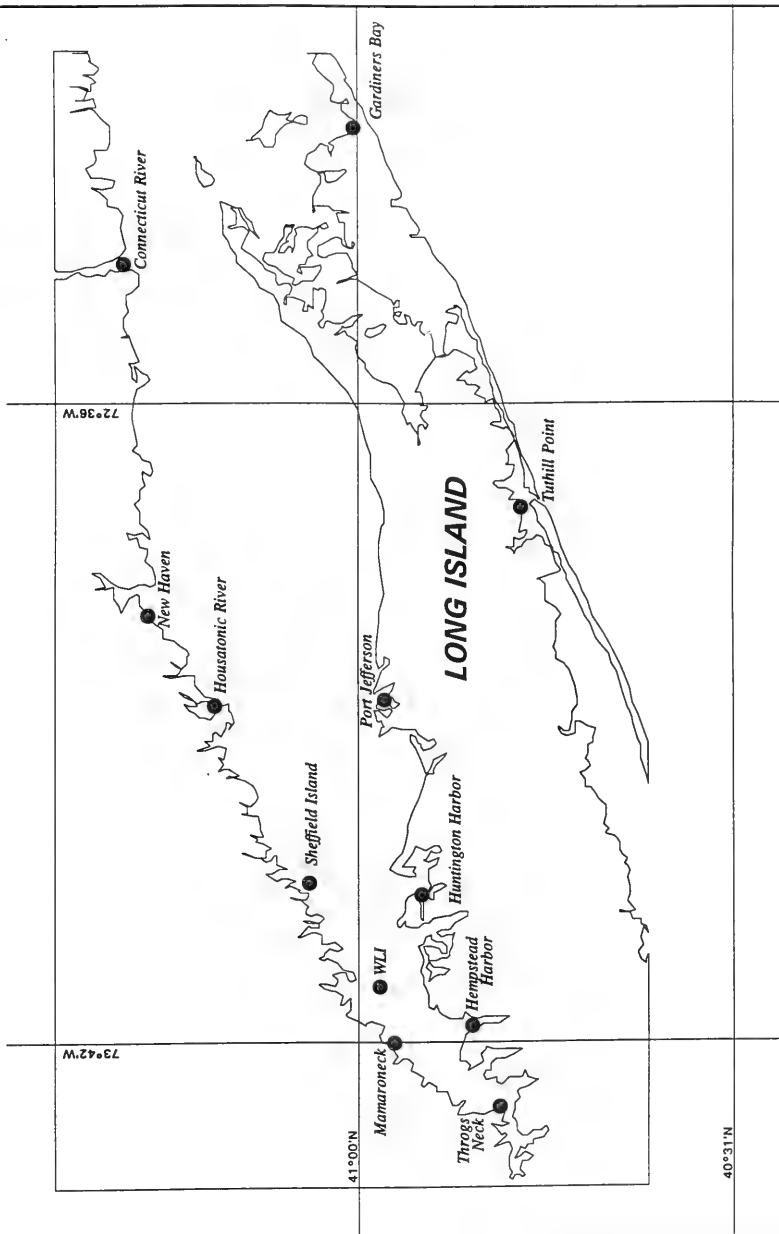 Connecticut River
Gardiners Bay
72°36'W
New Haven
Housatonic River
Tuthill Point
LONG ISLAND
Port Jefferson
Sheffield Island
Huntington Harbor
WLI
Hempstead
Harbor
73°42'W
Mamaroneck
Throgs
Neck
41°00'N
40°31'N